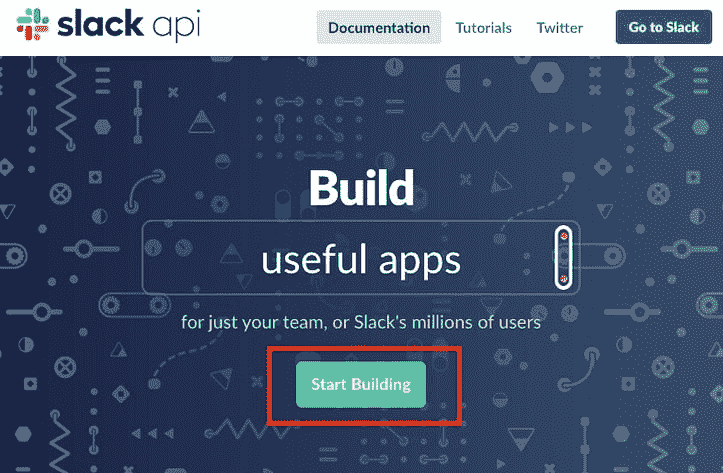 slack api
Documentation Tutorials Twitter Go to Slack
Build
useful apps
for just your team, or Slack's millions of users
Start Building